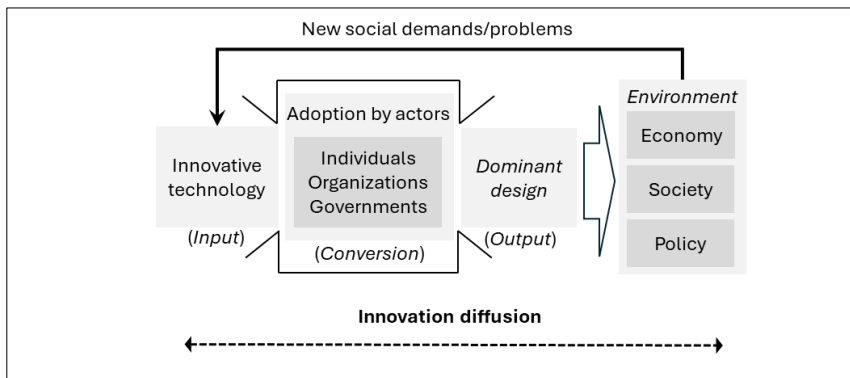 New social demands/problems
Innovative
technology
(Input)
Adoption by actors
Individuals
Organizations
Governments
(Conversion)
Dominant
design
(Output)
Environment
Economy
Society
Policy
Innovation diffusion